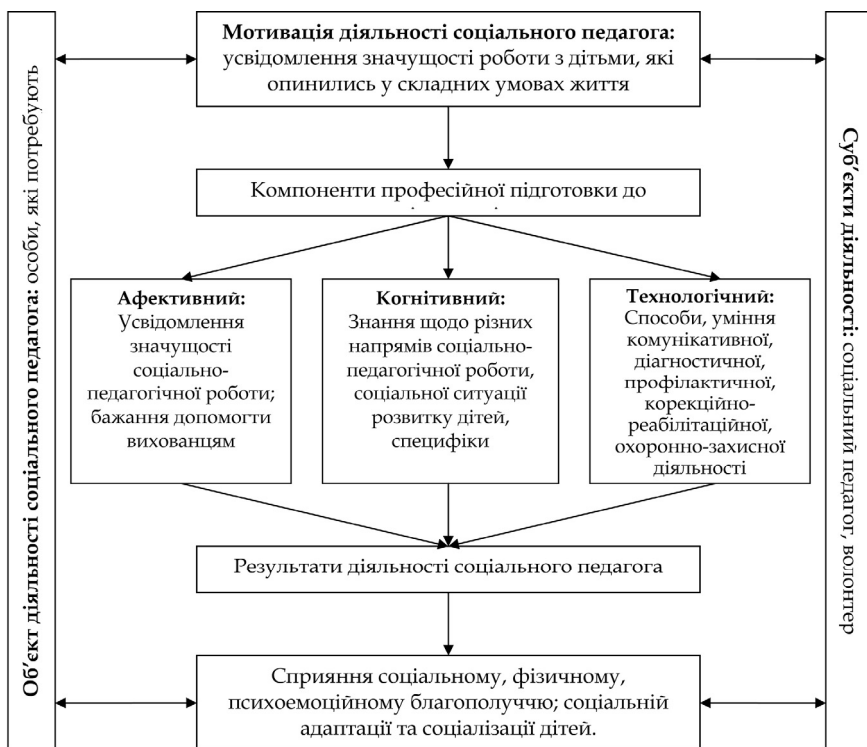 Мотивація діяльності соціального педагога:
усвідомлення значущості роботи з дітьми, які
опинились у складних умовах життя
Об′єкт діяльності соціального педагога: особи, які потребують
Суб′єкти діяльності: соціальний педагог, волонтер
Компоненти професійної підготовки до
Афективний:
Усвідомлення
значущості
соціально-
педагогічної роботи;
бажання допомогти
вихованцям
Когнітивний:
Знання щодо різних
напрямів соціально-
педагогічної роботи,
соціальної ситуації
розвитку дітей,
специфіки
Технологічний:
Способи, уміння
комунікативної,
діагностичної,
профілактичної,
корекційно-
реабілітаційної,
охоронно-захисної
діяльності
Результати діяльності соціального педагога
Сприяння соціальному, фізичному,
психоемоційному благополуччю; соціальній
адаптації та соціалізації дітей.